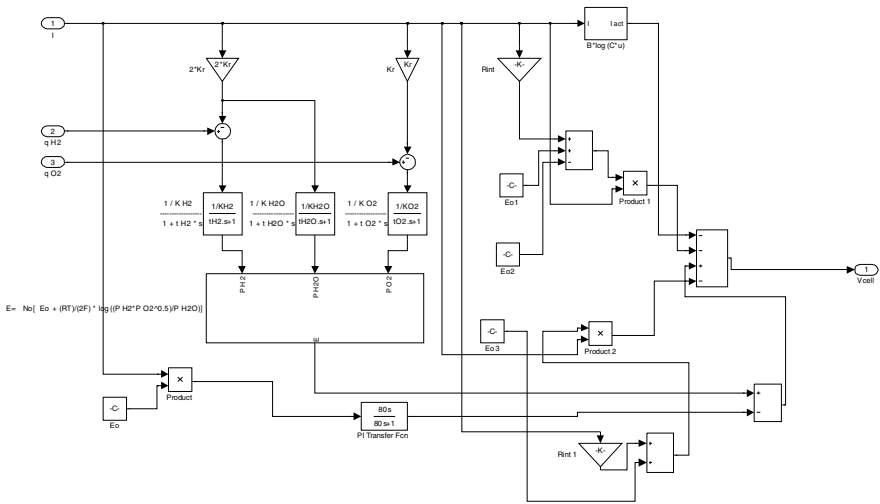 1
I
I
I act
B*log (C*u)
2*Kr
2*Kr
Kr
Kr
Rint
-K-
2
q H2
3
q O2
-C-
Eo1
Product 1
-C-
Eo2
1 / K H2
------------------
1 + t H2 * s
1/KH2
tH2.s+1
1 / K H2O
------------------
1 + t H2O * s
1/KH2O
tH2O.s+1
1 / K O2
------------------
1 + t O2 * s
1/KO2
tO2.s+1
1
Vcell
P H2
P H2O
P O2
E= No[ Eo + (RT)/(2F) * log((P H2*P O2^0.5)/P H2O)]
E
-C-
Eo 3
Product 2
Product
-C-
Eo
80s
80s+1
PI Transfer Fcn
Rint 1
-K-